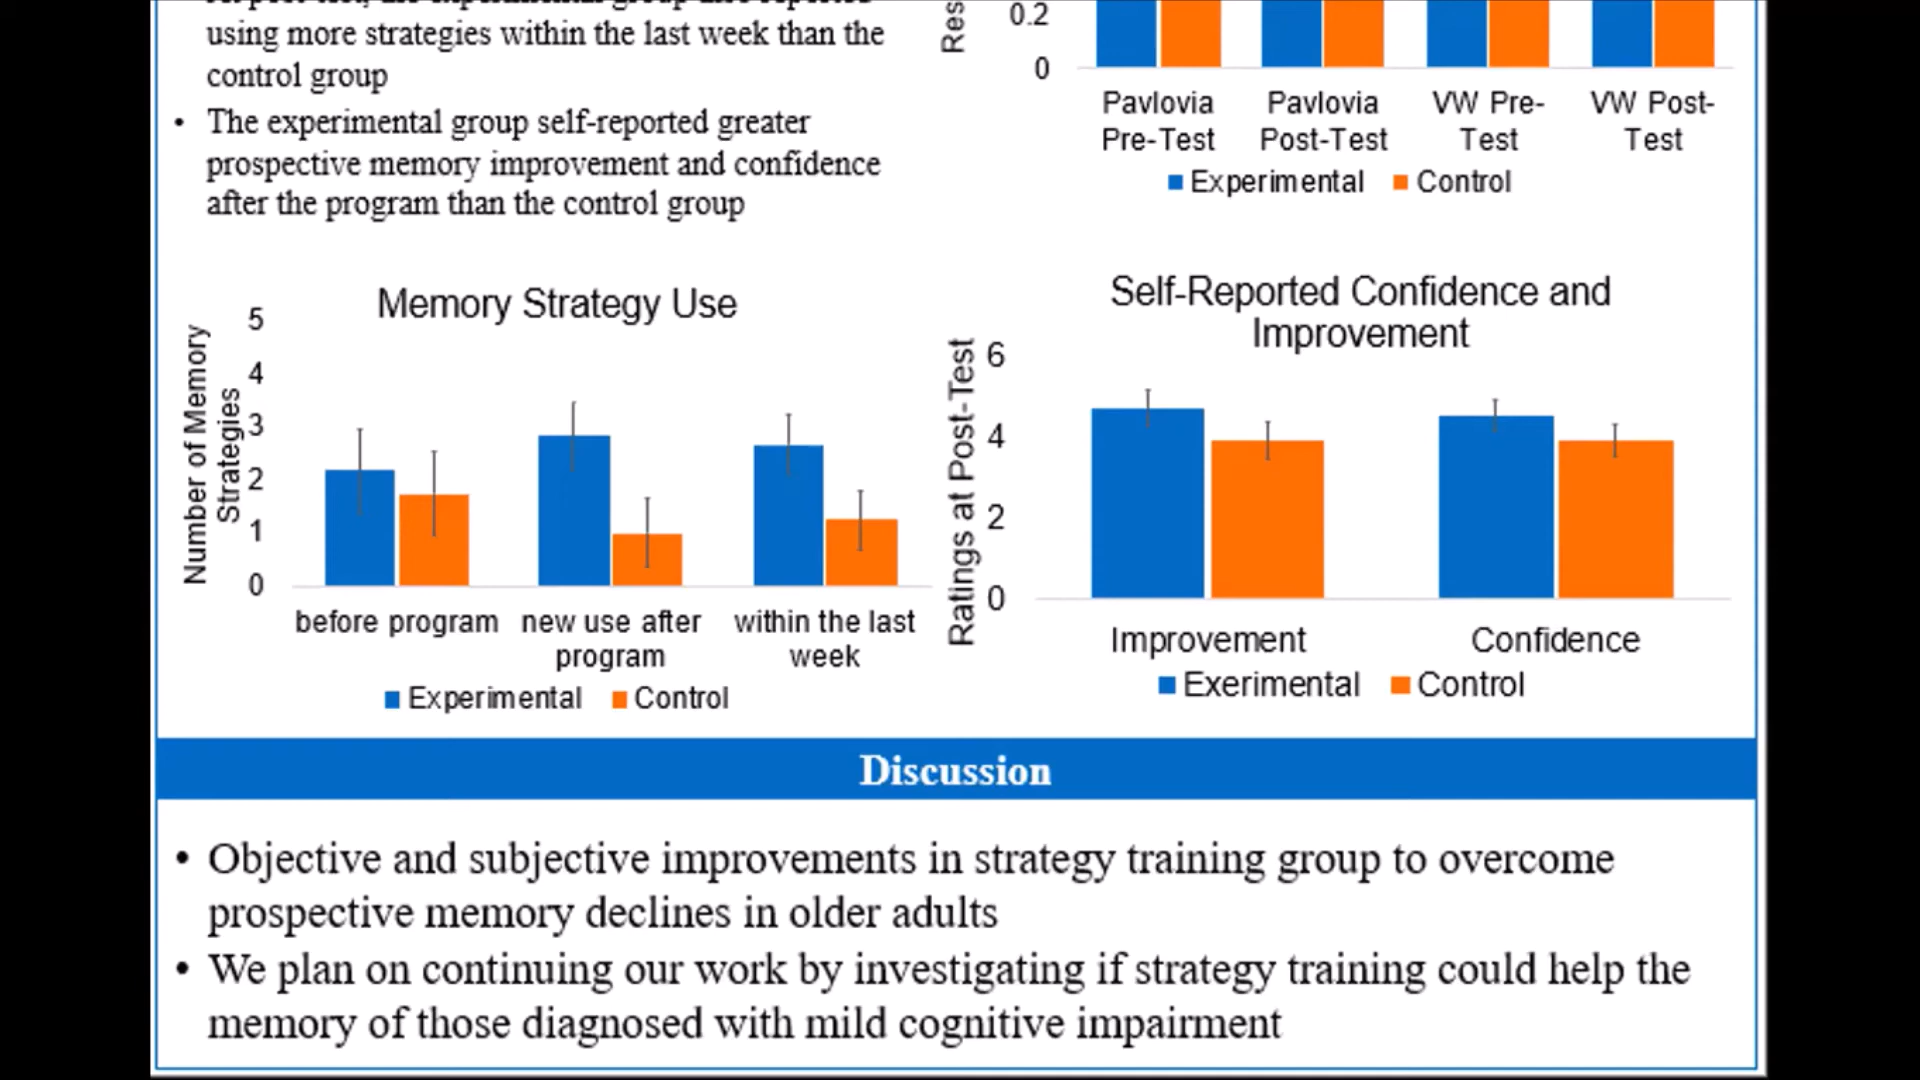 using more strategies within the last week than the
control group
• The experimental group self-reported greater
prospective memory improvement and confidence
after the program than the control group
Res
0.2
0
Pavlovia
Pre-Test
Pavlovia
Post-Test
VW Pre-
Test
VW Post-
Test
Experimental Control
Memory Strategy Use
Number of Memory
Strategies
5
4
3
2
1
0
before program
new use after
program
within the last
week
Experimental Control
Self-Reported Confidence and
Improvement
Ratings at Post-Test
6
4
2
0
Improvement
Confidence
Exerimental Control
Discussion
• Objective and subjective improvements in strategy training group to overcome
prospective memory declines in older adults
• We plan on continuing our work by investigating if strategy training could help the
memory of those diagnosed with mild cognitive impairment